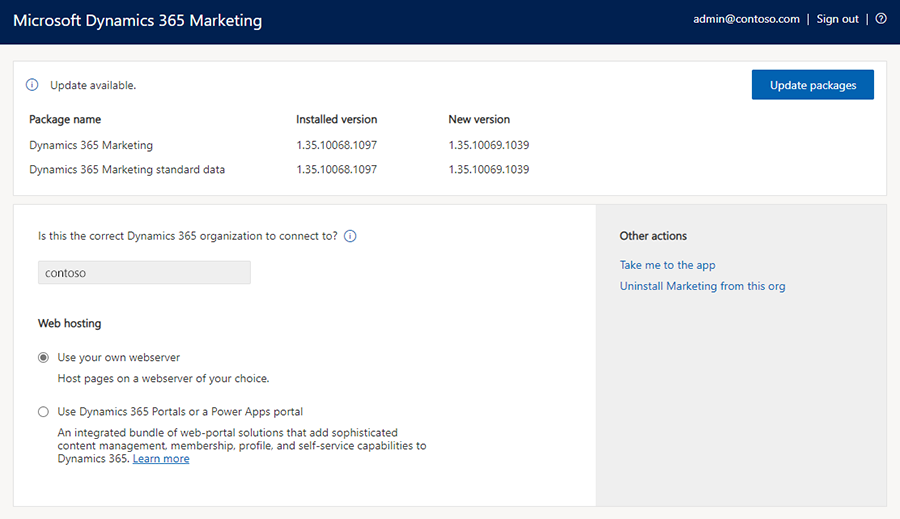 Microsoft Dynamics 365 Marketing
admin@contoso.com | Sign out | ?
Update available.
Update packages
Package name Installed version New version
Dynamics 365 Marketing 1.35.10068.1097 1.35.10069.1039
Dynamics 365 Marketing standard data 1.35.10068.1097 1.35.10069.1039
Is this the correct Dynamics 365 organization to connect to?
contoso
Web hosting
Use your own webserver
Host pages on a webserver of your choice.
Use Dynamics 365 Portals or a Power Apps portal
An integrated bundle of web-portal solutions that add sophisticated
content management, membership, profile, and self-service capabilities to
Dynamics 365. Learn more
Other actions
Take me to the app
Uninstall Marketing from this org